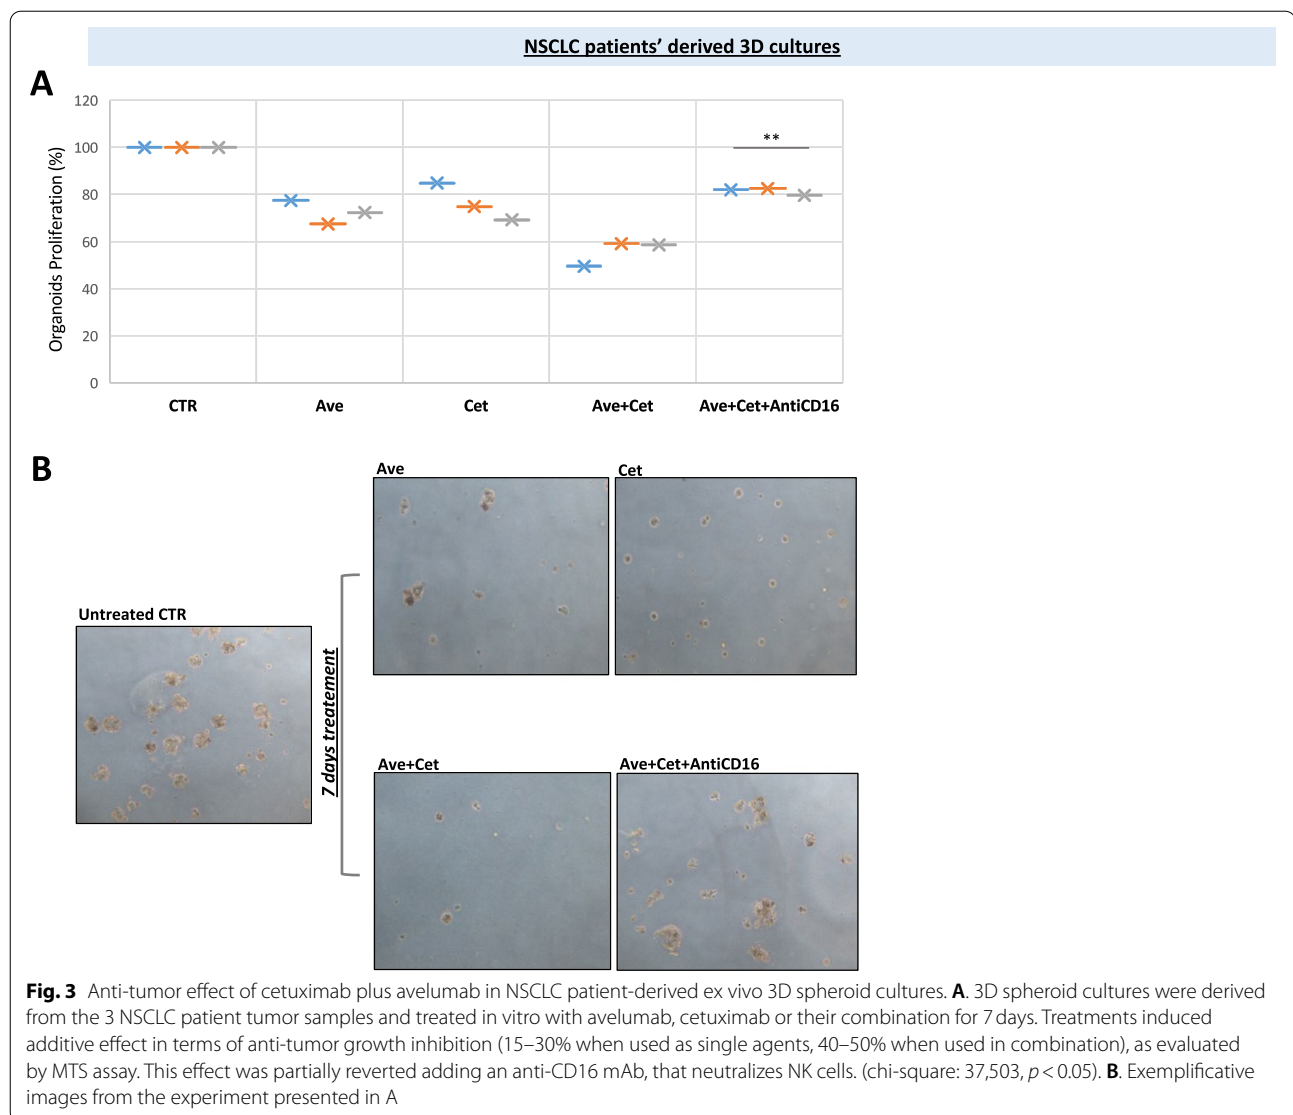 NSCLC patients’ derived 3D cultures
A
Organoids Proliferation (%)
120
100
80
60
40
20
0
**
CTR
Ave
Cet
Ave+Cet
Ave+Cet+AntiCD16
B
Untreated CTR
7 days treatement
Ave
Cet
Ave+Cet
Ave+Cet+AntiCD16
Fig. 3 Anti-tumor effect of cetuximab plus avelumab in NSCLC patient-derived ex vivo 3D spheroid cultures. A. 3D spheroid cultures were derived
from the 3 NSCLC patient tumor samples and treated in vitro with avelumab, cetuximab or their combination for 7 days. Treatments induced
additive effect in terms of anti-tumor growth inhibition (15–30% when used as single agents, 40–50% when used in combination), as evaluated
by MTS assay. This effect was partially reverted adding an anti-CD16 mAb, that neutralizes NK cells. (chi-square: 37,503, p < 0.05). B. Exemplificative
images from the experiment presented in A